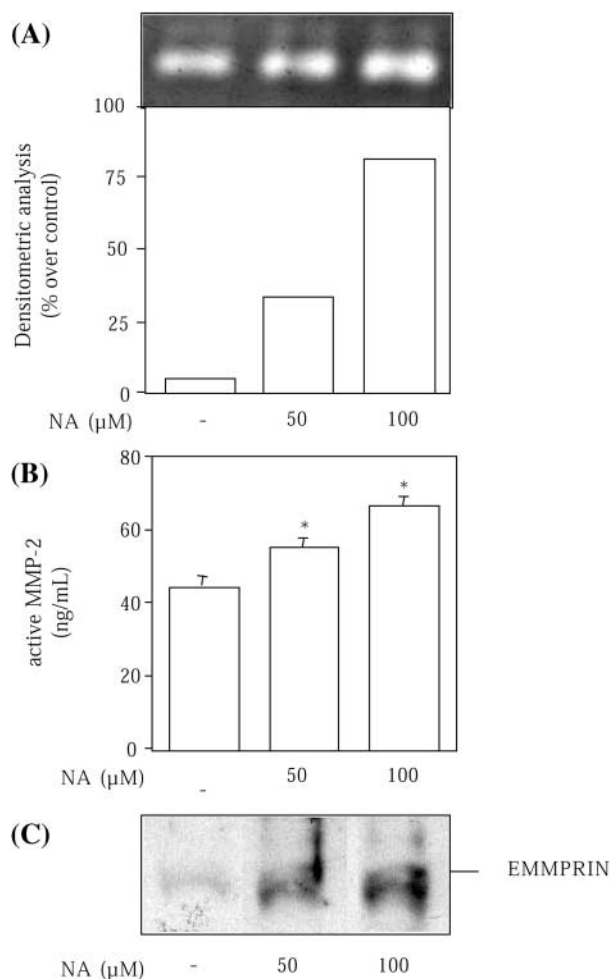 (A)
100
75
50
25
0
Densitometric analysis
(% over control)
NA (µM) - 50 100
(B)
80
60
40
20
0
active MMP-2
(ng/mL)
* *
NA (µM) - 50 100
(C)
EMMPRIN
NA (µM) - 50 100